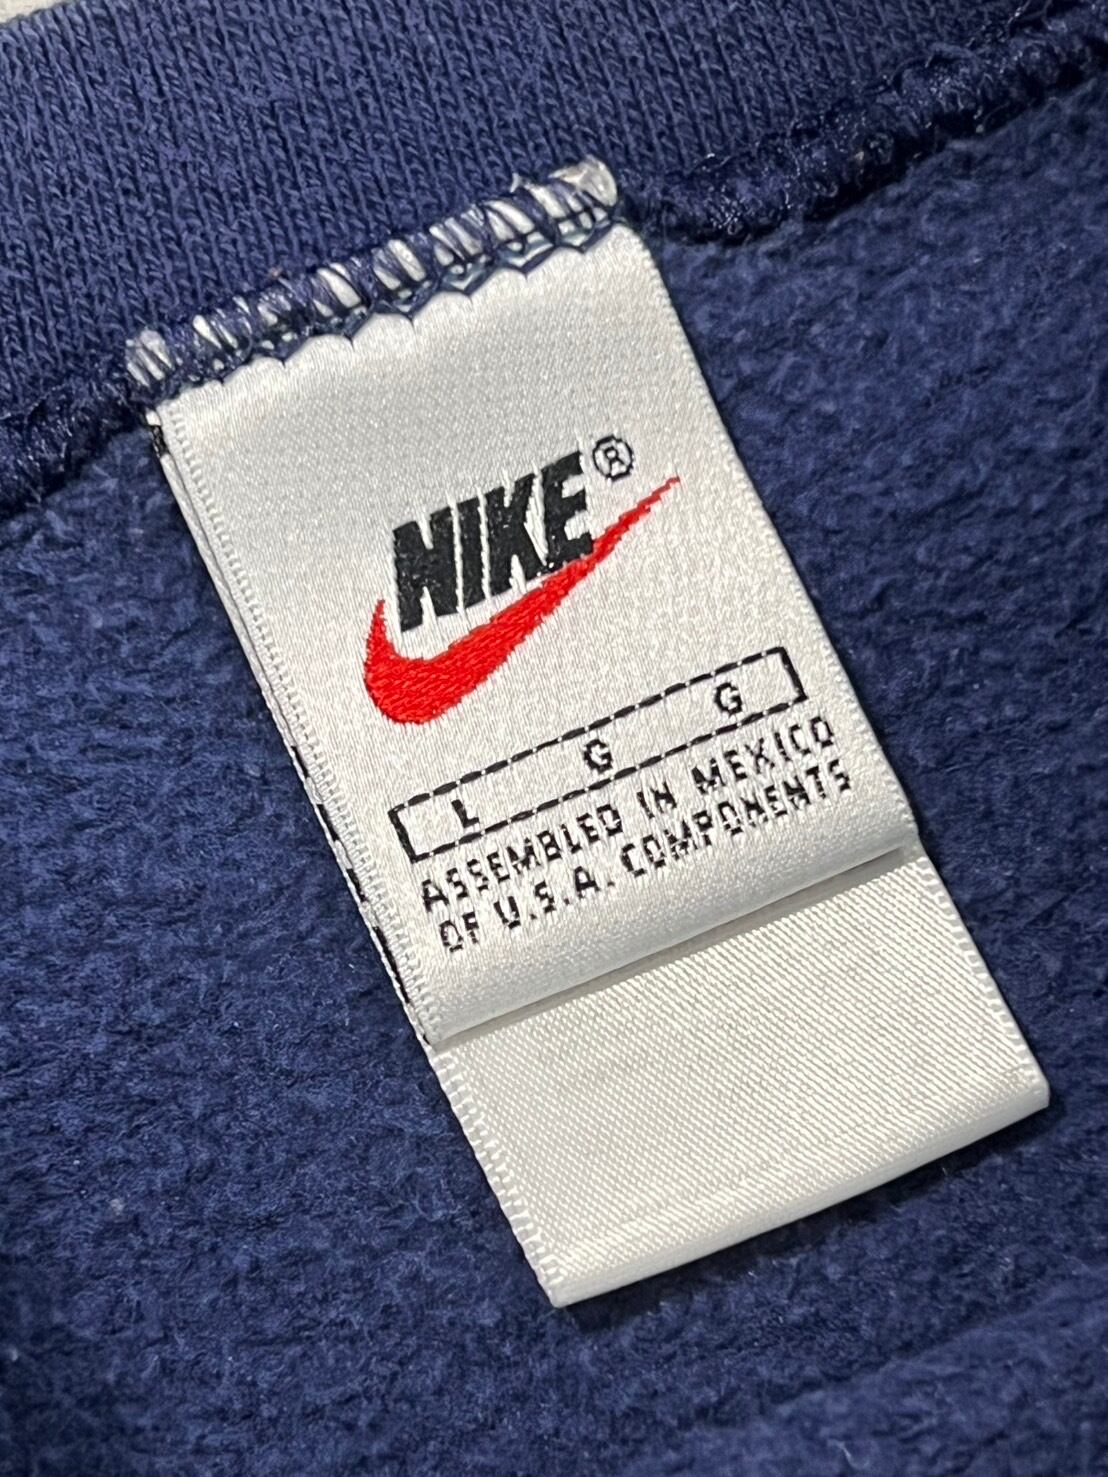 NIKE®
L G G
ASSEMBLED IN MEXICO
OF U.S.A. COMPONENTS